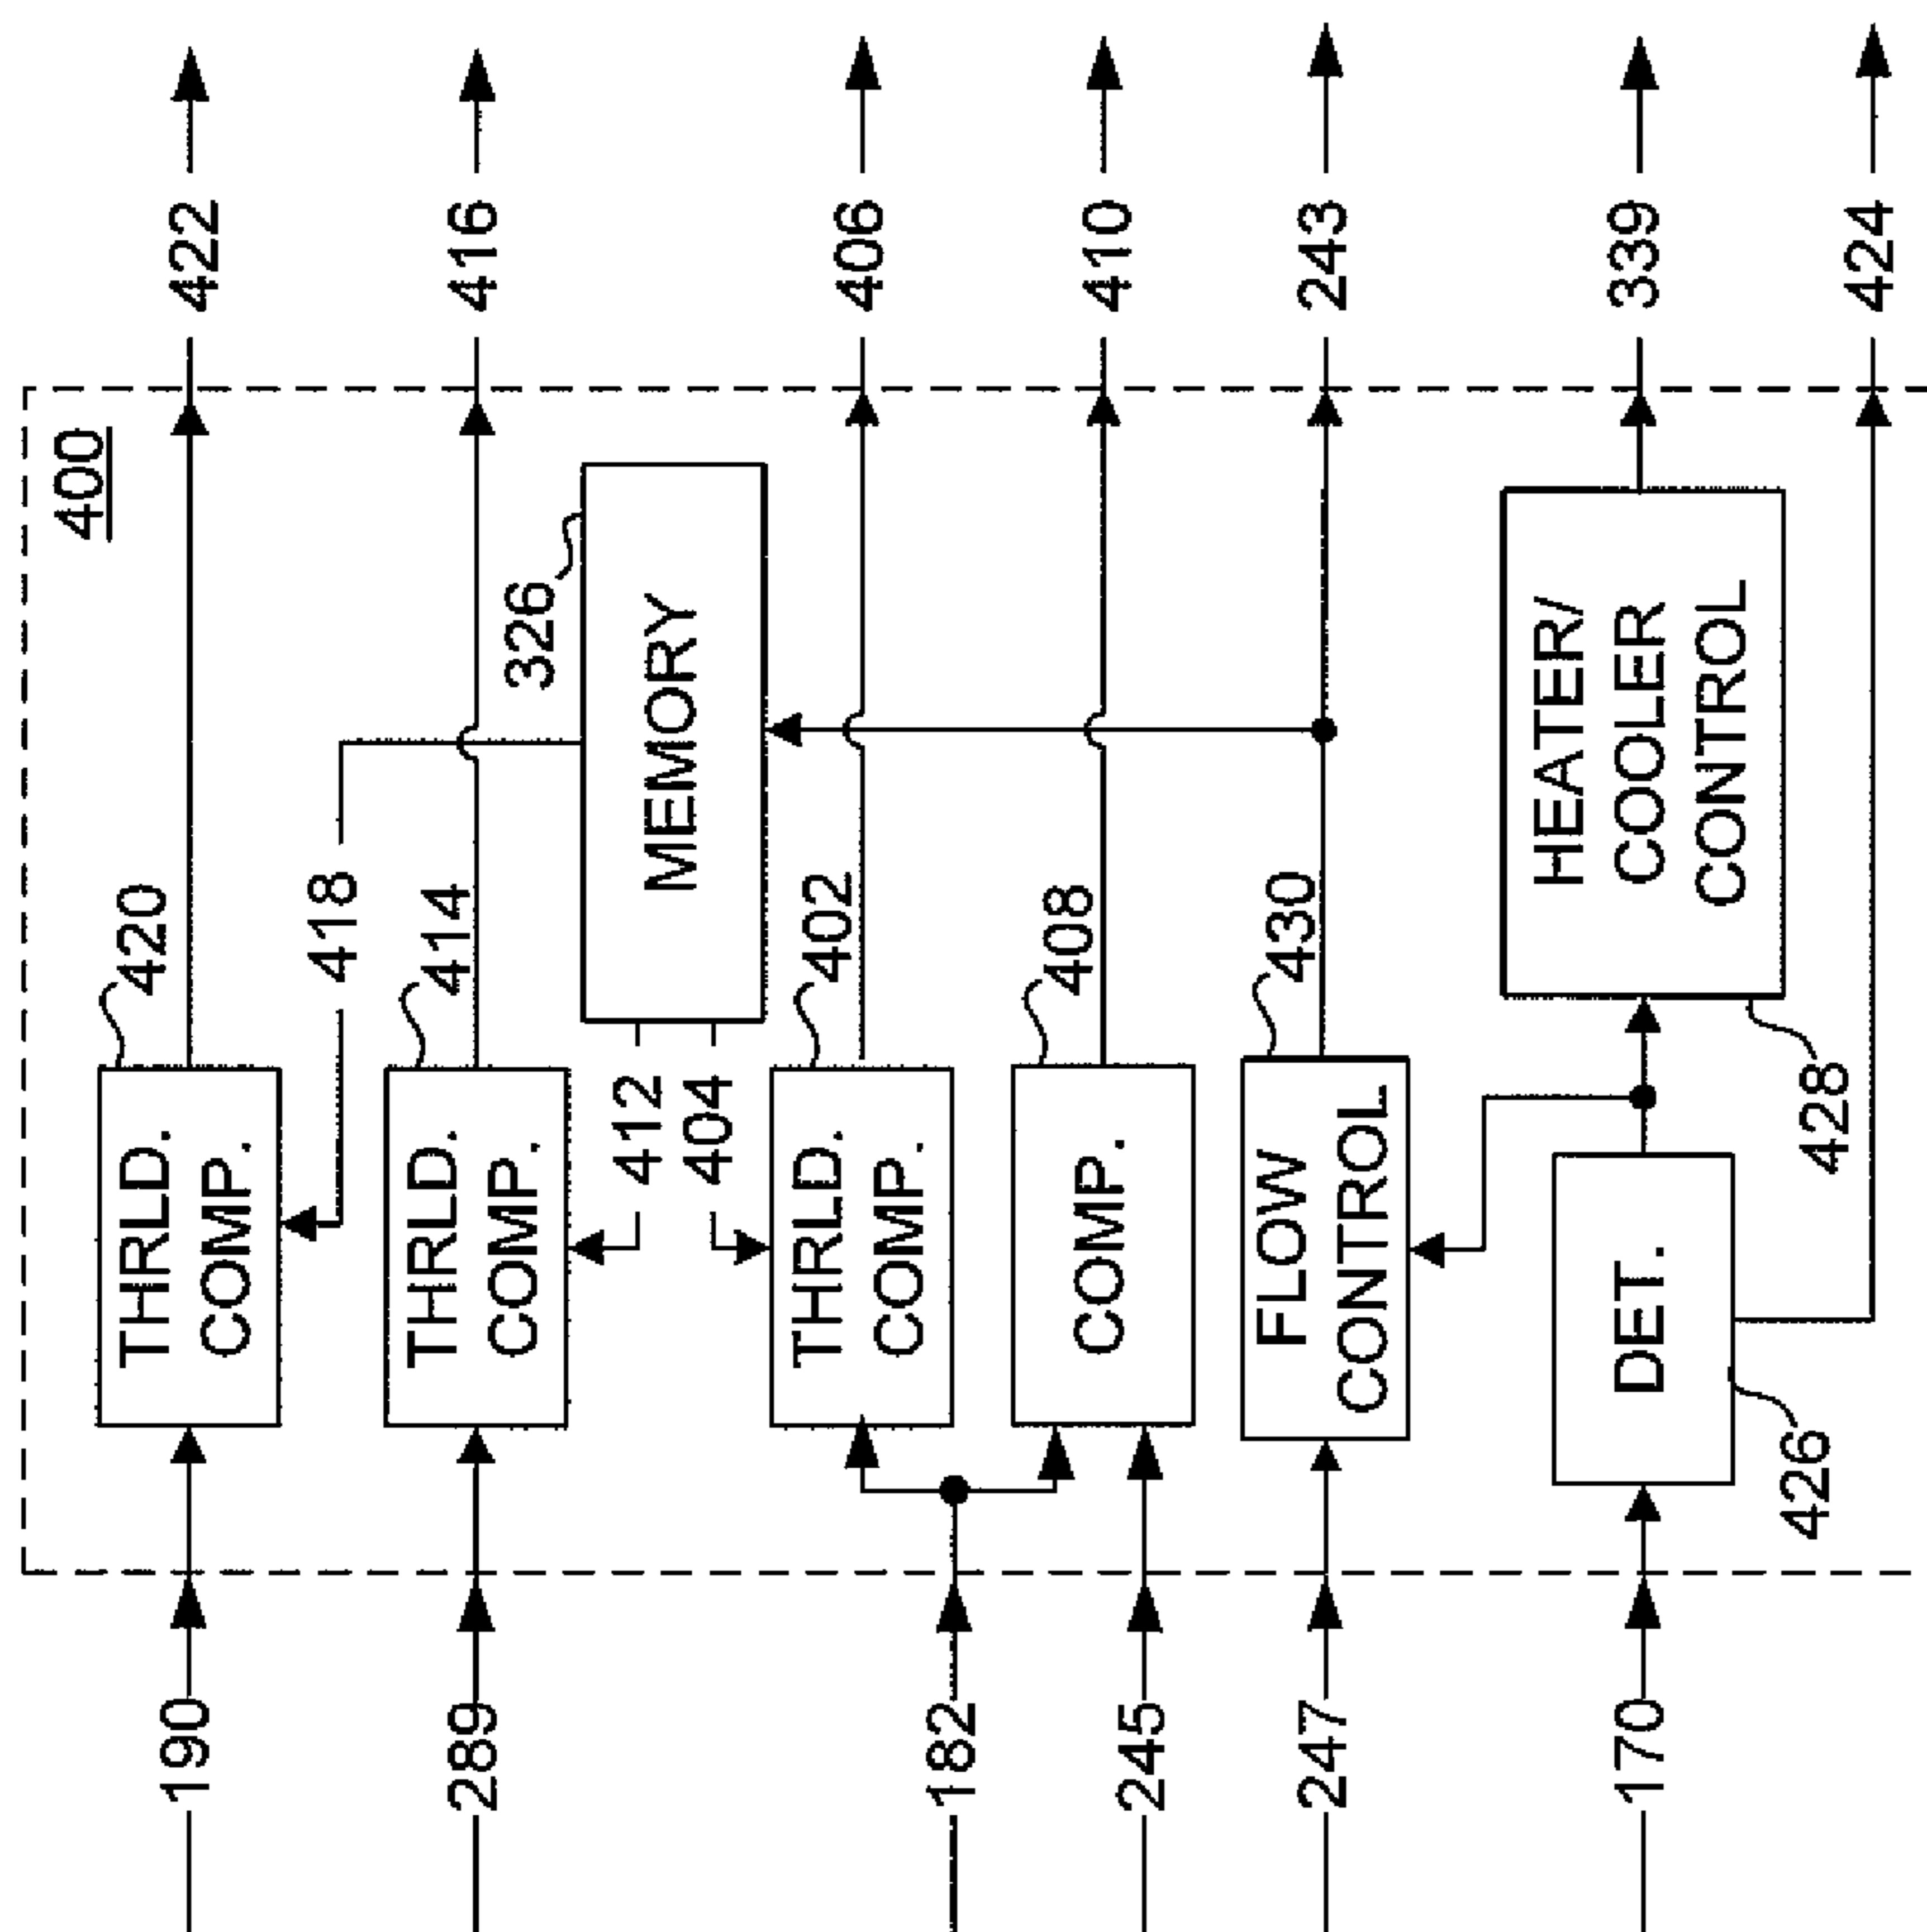 400
190
THRLD.
COMP.
420
422
418
289
THRLD.
COMP.
414
416
326
MEMORY
412
404
182
THRLD.
COMP.
402
406
245
COMP.
408
410
247
FLOW
CONTROL
430
243
170
DET.
426
HEATER/
COOLER
CONTROL
428
339
424